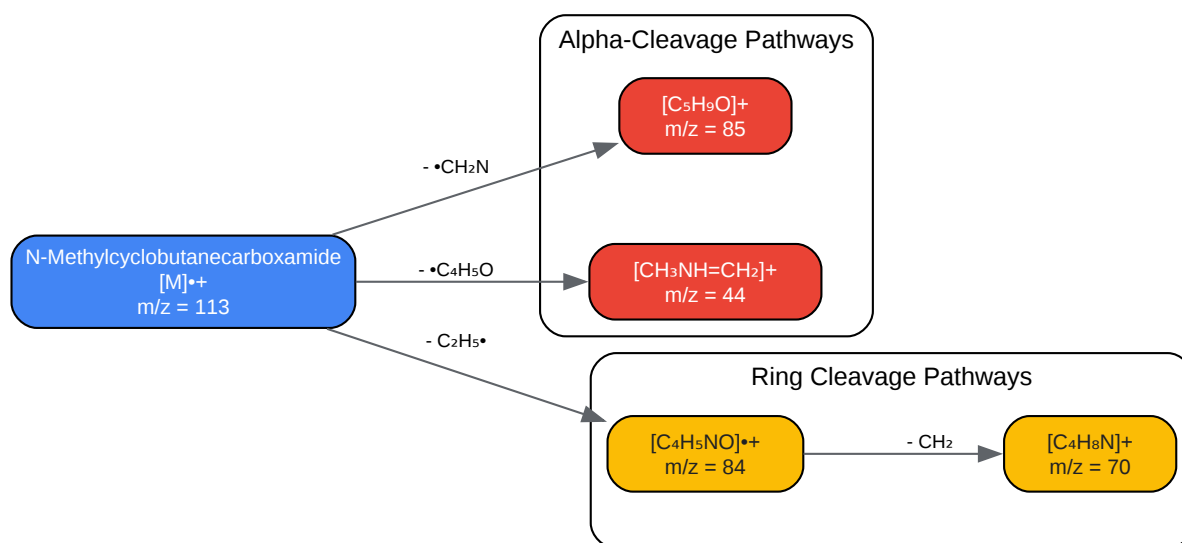 Alpha-Cleavage Pathways
[C₅H₉O]+
m/z = 85
- •CH₂N
N-Methylcyclobutanecarboxamide
[M]•+
m/z = 113
- •C₄H₅O
[CH₃NH=CH₂]+
m/z = 44
- C₂H₅•
Ring Cleavage Pathways
[C₄H₅NO]•+
m/z = 84
- CH₂
[C₄H₈N]+
m/z = 70